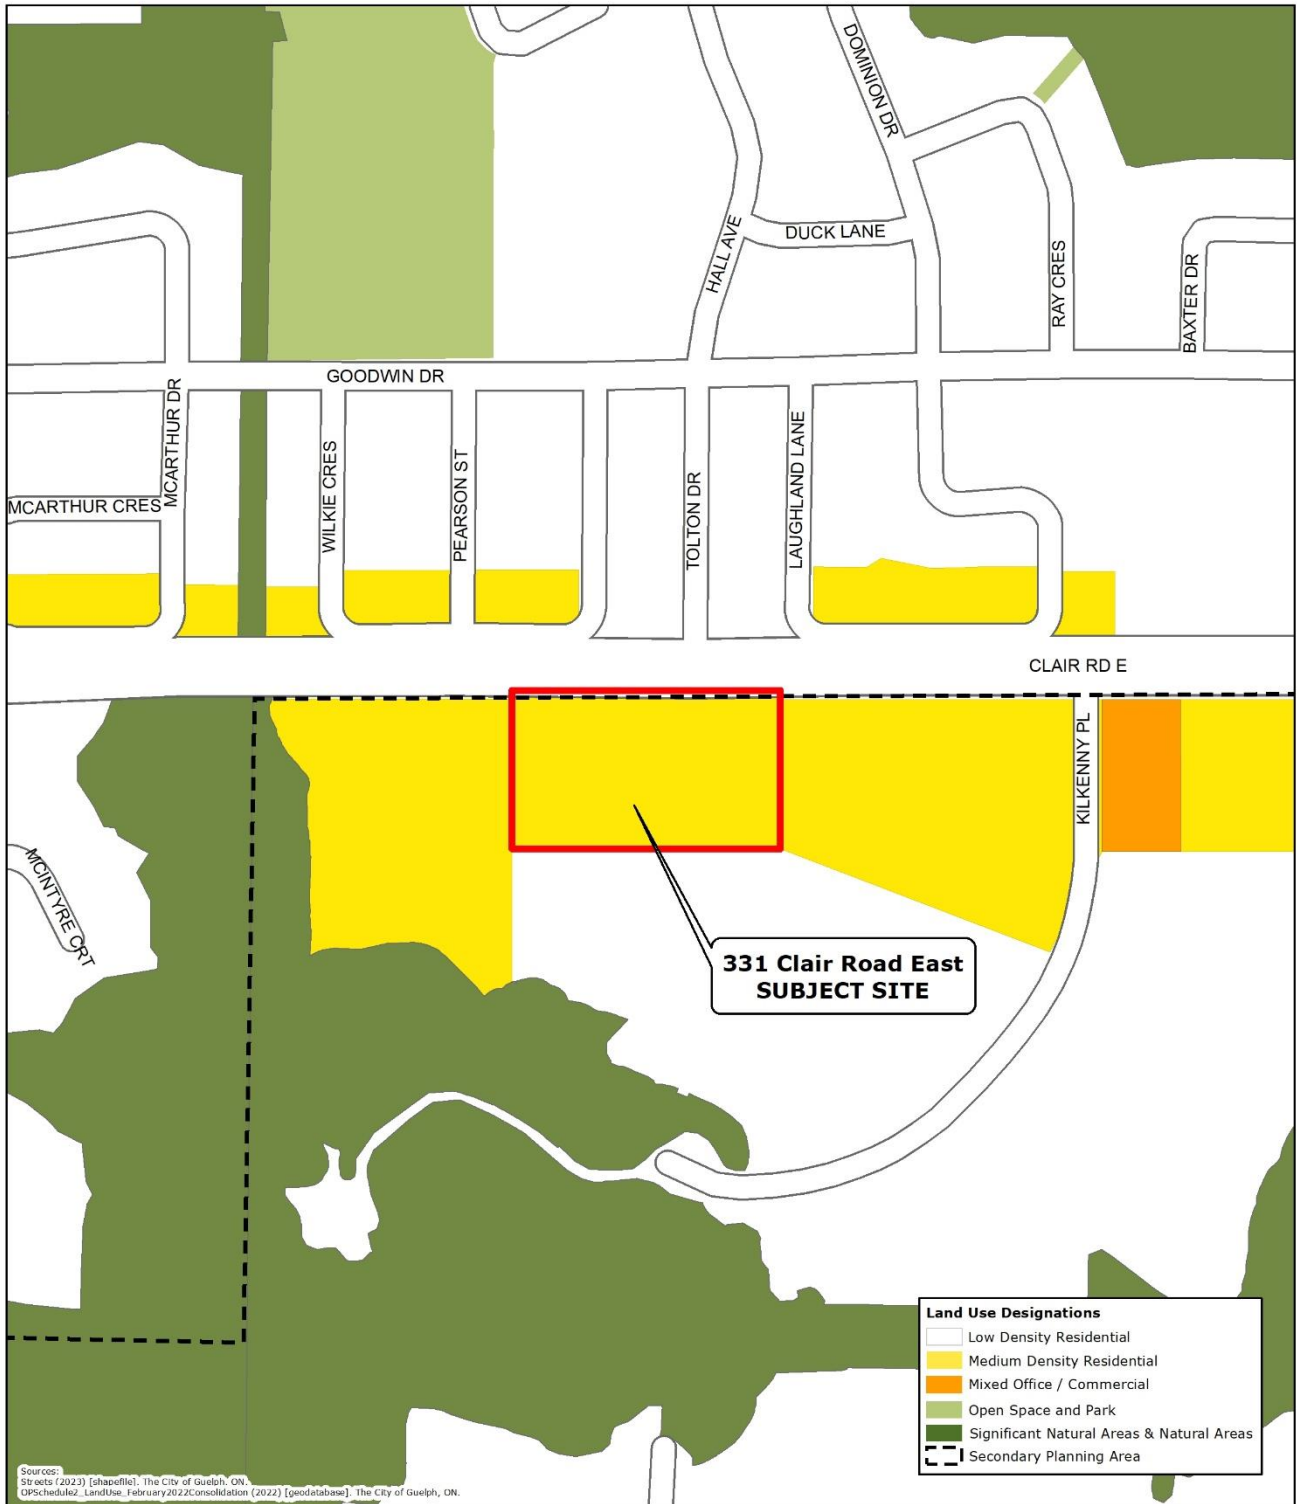 DOMINION DR
HALL AVE
DUCK LANE
RAY CRES
BAXTER DR
GOODWIN DR
MCARTHUR DR
MCARTHUR CRES
WILKIE CRES
PEARSON ST
TOLTON DR
LAUGHLAND LANE
CLAIR RD E
KILKENNY PL
MCINTYRE CRT
331 Clair Road East
SUBJECT SITE
Land Use Designations
Low Density Residential
Medium Density Residential
Mixed Office / Commercial
Open Space and Park
Significant Natural Areas & Natural Areas
Secondary Planning Area
Sources:
Streets (2023) [shapefile]. The City of Guelph, ON.
OPSchedule2_LandUse_February2022Consolidation (2022) [geodatabase]. The City of Guelph, ON.